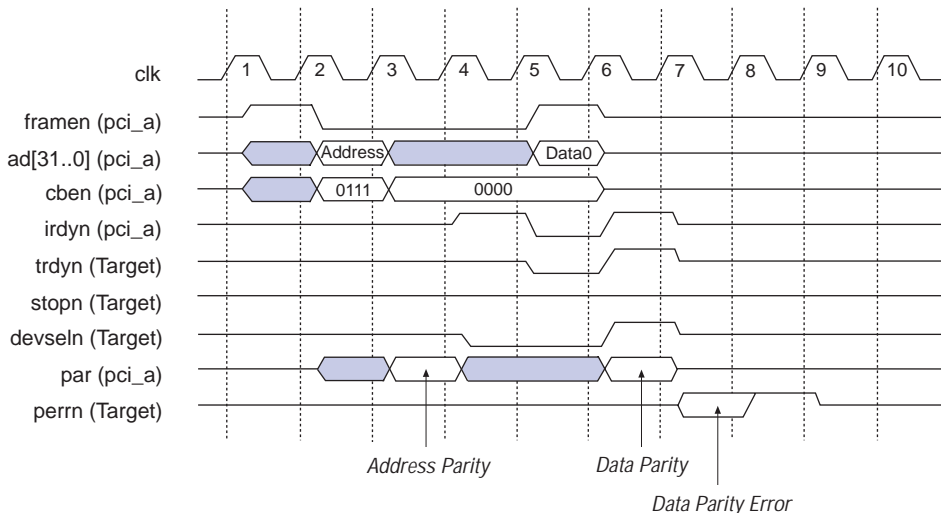 clk 1 2 3 4 5 6 7 8 9 10
framen (pci_a)
ad[31..0] (pci_a) Address Data0
cben (pci_a) 0111 0000
irdyn (pci_a)
trdyn (Target)
stopn (Target)
devseln (Target)
par (pci_a)
perrn (Target)
Address Parity Data Parity
Data Parity Error